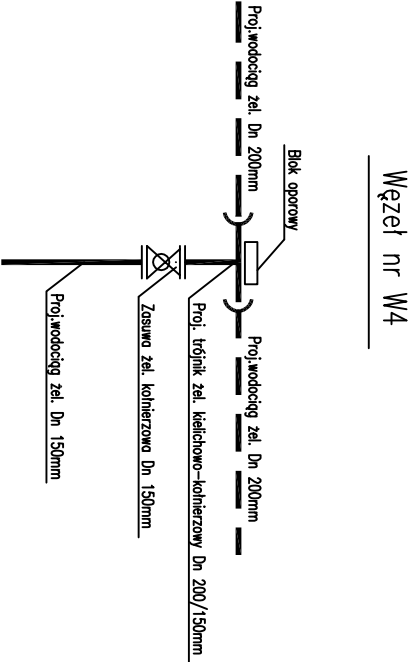 Węzeł nr W4
Proj.wodociąg żel. Dn 200mm
Blok oporowy
Proj.wodociąg żel. Dn 200mm
Proj. trójnik żel. kielichowo-kołnierzowy Dn 200/150mm
Zasuwa żel. kołnierzowa Dn 150mm
Proj.wodociąg żel. Dn 150mm